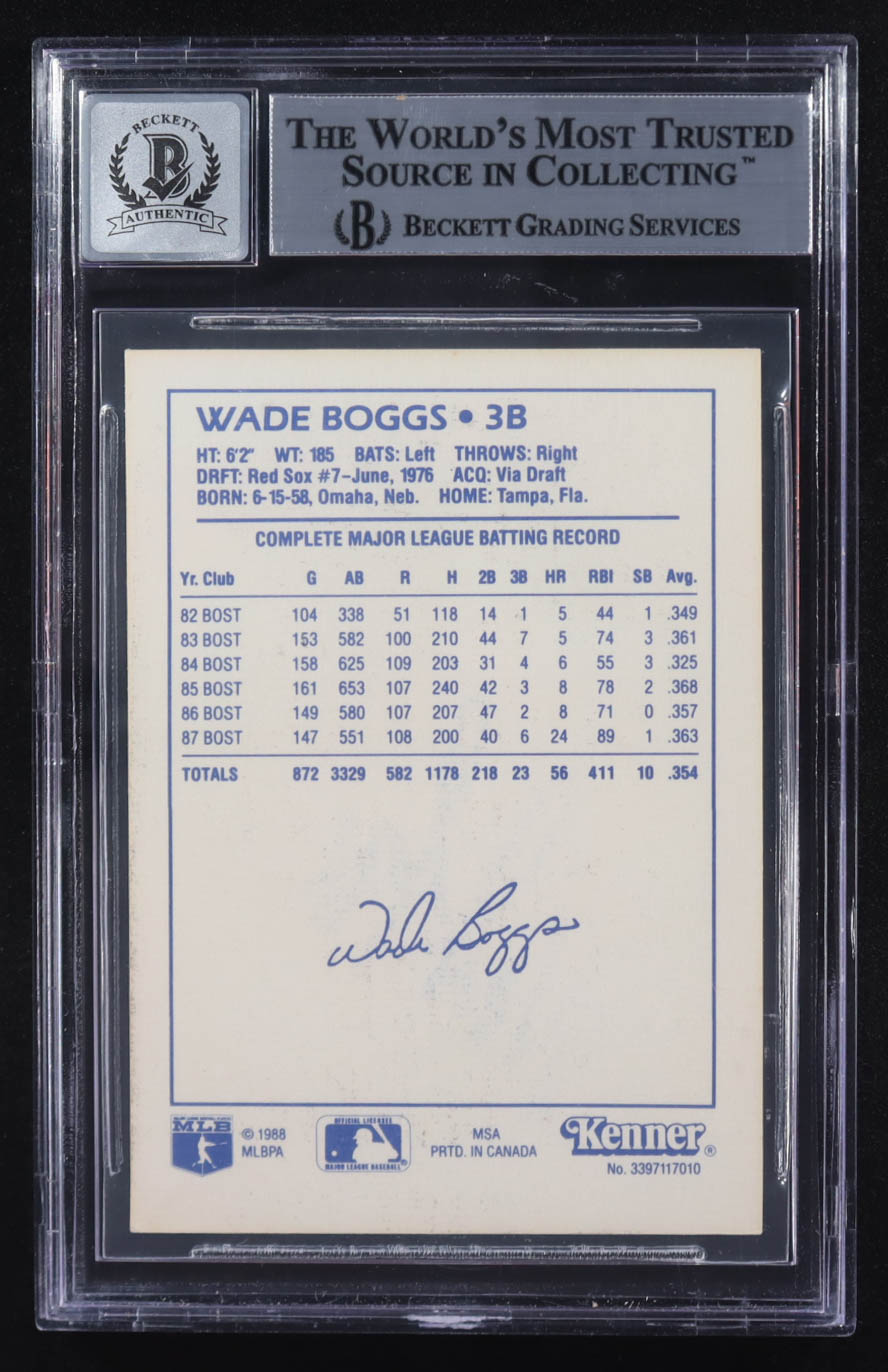 BECKETT
B
AUTHENTIC
THE WORLD'S MOST TRUSTED
SOURCE IN COLLECTING™
B BECKETT GRADING SERVICES
WADE BOGGS • 3B
HT: 6'2" WT: 185 BATS: Left THROWS: Right
DRFT: Red Sox #7–June, 1976 ACQ: Via Draft
BORN: 6-15-58, Omaha, Neb. HOME: Tampa, Fla.
COMPLETE MAJOR LEAGUE BATTING RECORD
Yr. Club G AB R H 2B 3B HR RBI SB Avg.
82 BOST 104 338 51 118 14 1 5 44 1 .349
83 BOST 153 582 100 210 44 7 5 74 3 .361
84 BOST 158 625 109 203 31 4 6 55 3 .325
85 BOST 161 653 107 240 42 3 8 78 2 .368
86 BOST 149 580 107 207 47 2 8 71 0 .357
87 BOST 147 551 108 200 40 6 24 89 1 .363
TOTALS 872 3329 582 1178 218 23 56 411 10 .354
Wade Boggs
MLB
© 1988
MLBPA
OFFICIAL LICENSEE
MAJOR LEAGUE BASEBALL®
MSA
PRTD. IN CANADA
Kenner®
No. 3397117010